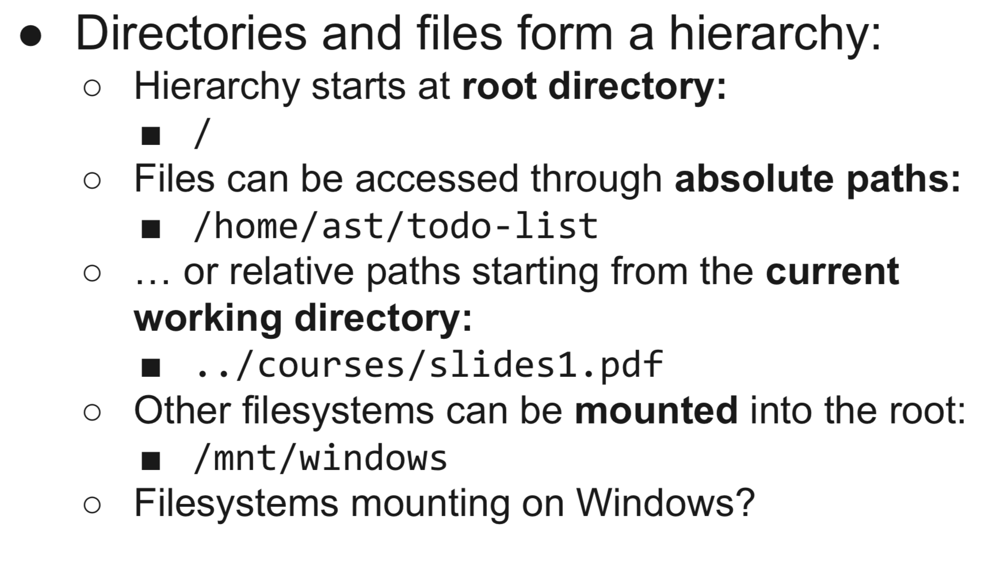 ● Directories and files form a hierarchy:
○ Hierarchy starts at root directory:
■ /
○ Files can be accessed through absolute paths:
■ /home/ast/todo-list
○ … or relative paths starting from the current
working directory:
■ ../courses/slides1.pdf
○ Other filesystems can be mounted into the root:
■ /mnt/windows
○ Filesystems mounting on Windows?